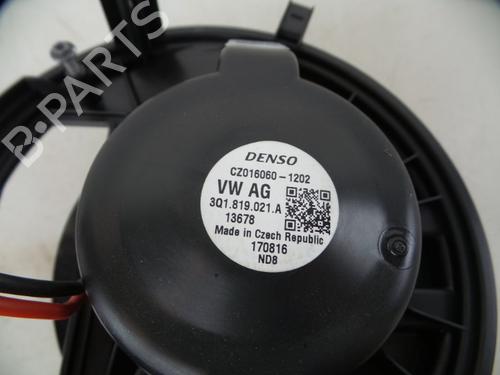 DENSO
CZ016060-1202
VW AG
3Q1.819.021.A
13678
Made in Czech Republic
170816
ND8
B-PARTS